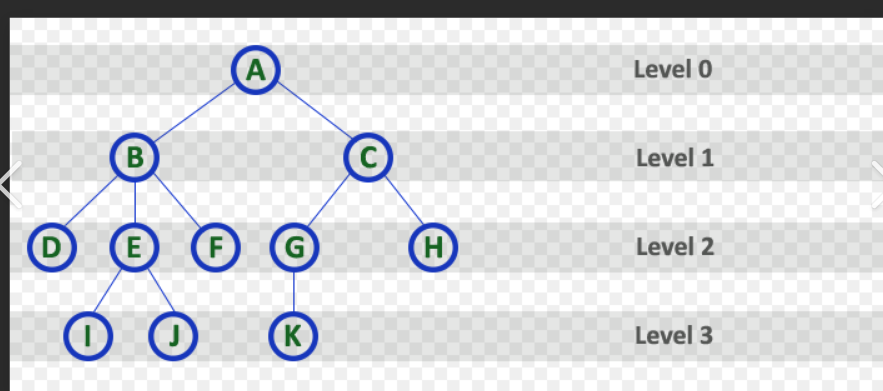 A Level 0
B C Level 1
D E F G H Level 2
I J K Level 3